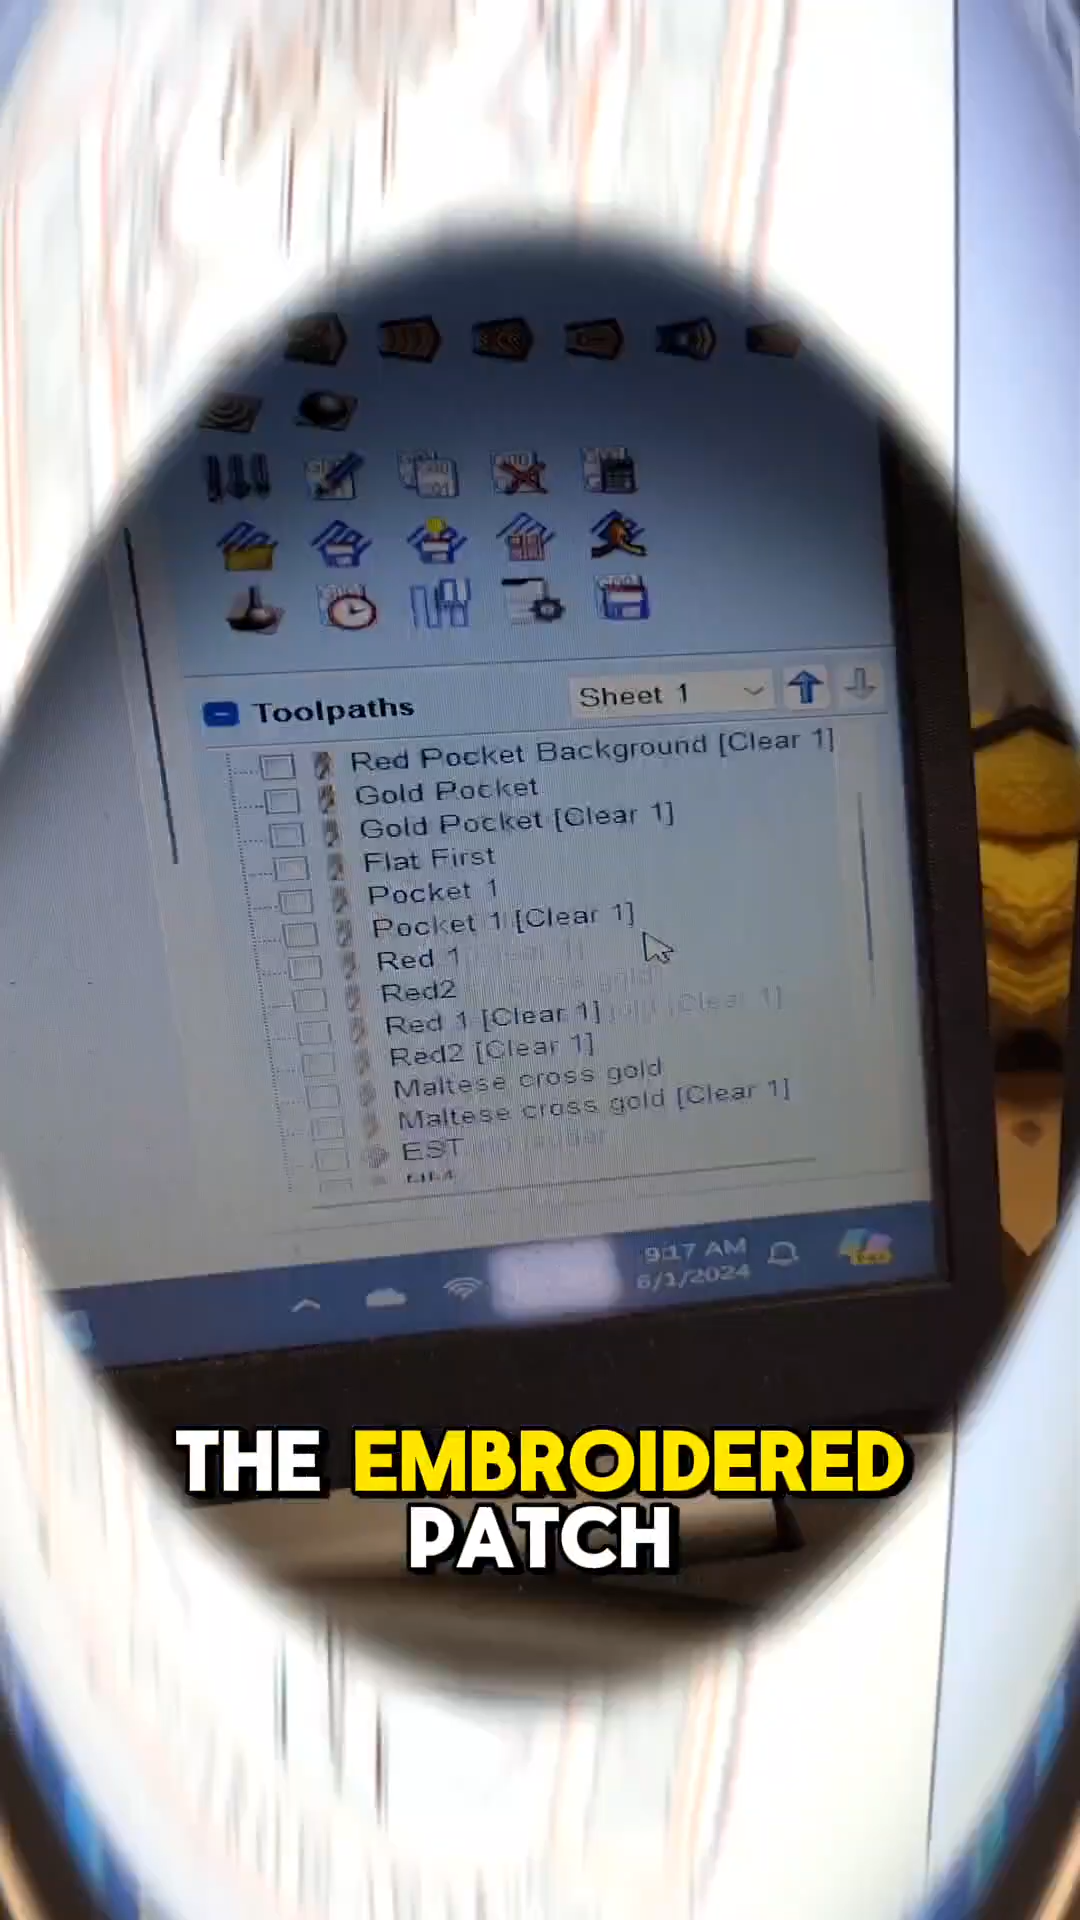 Toolpaths
Sheet 1
Red Pocket Background [Clear 1]
Gold Pocket
Gold Pocket [Clear 1]
Flat First
Pocket 1
Pocket 1 [Clear 1]
Red 1
Red2
Red 1 [Clear 1]
Red2 [Clear 1]
Maltese cross gold
Maltese cross gold [Clear 1]
EST
9:17 AM
6/1/2024
THE EMBROIDERED
PATCH